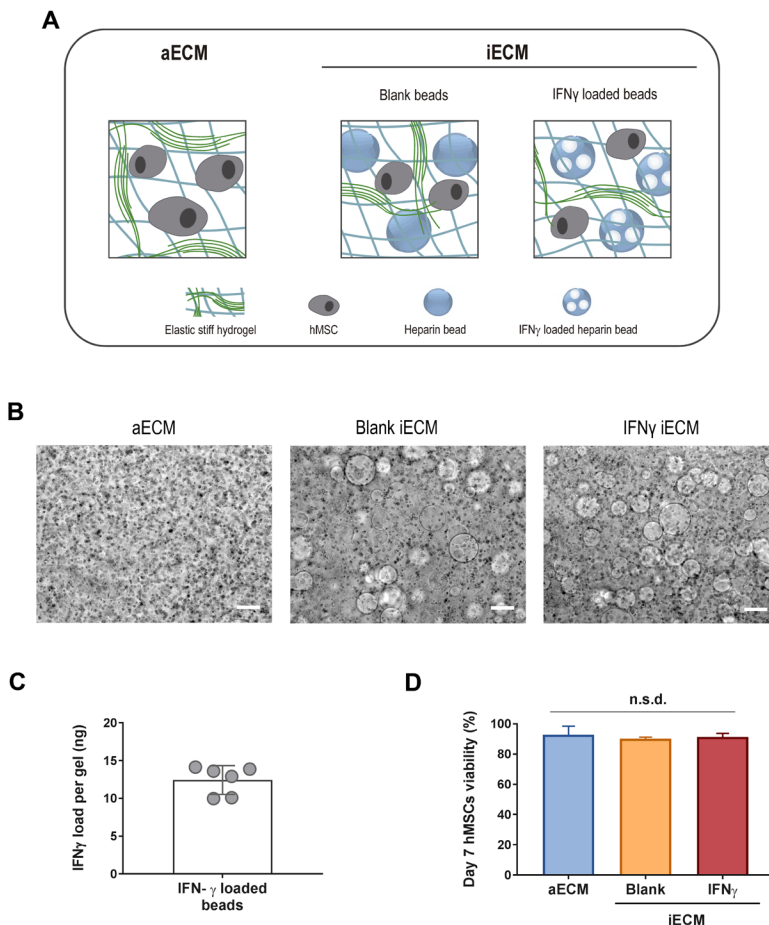 A
aECM
iECM
Blank beads
IFNγ loaded beads
Elastic stiff hydrogel
hMSC
Heparin bead
IFNγ loaded heparin bead
B
aECM
Blank iECM
IFNγ iECM
C
IFNγ load per gel (ng)
20
15
10
5
0
IFN- γ loaded
beads
D
n.s.d.
Day 7 hMSCs viability (%)
100
80
60
40
20
0
aECM
Blank
IFNγ
iECM